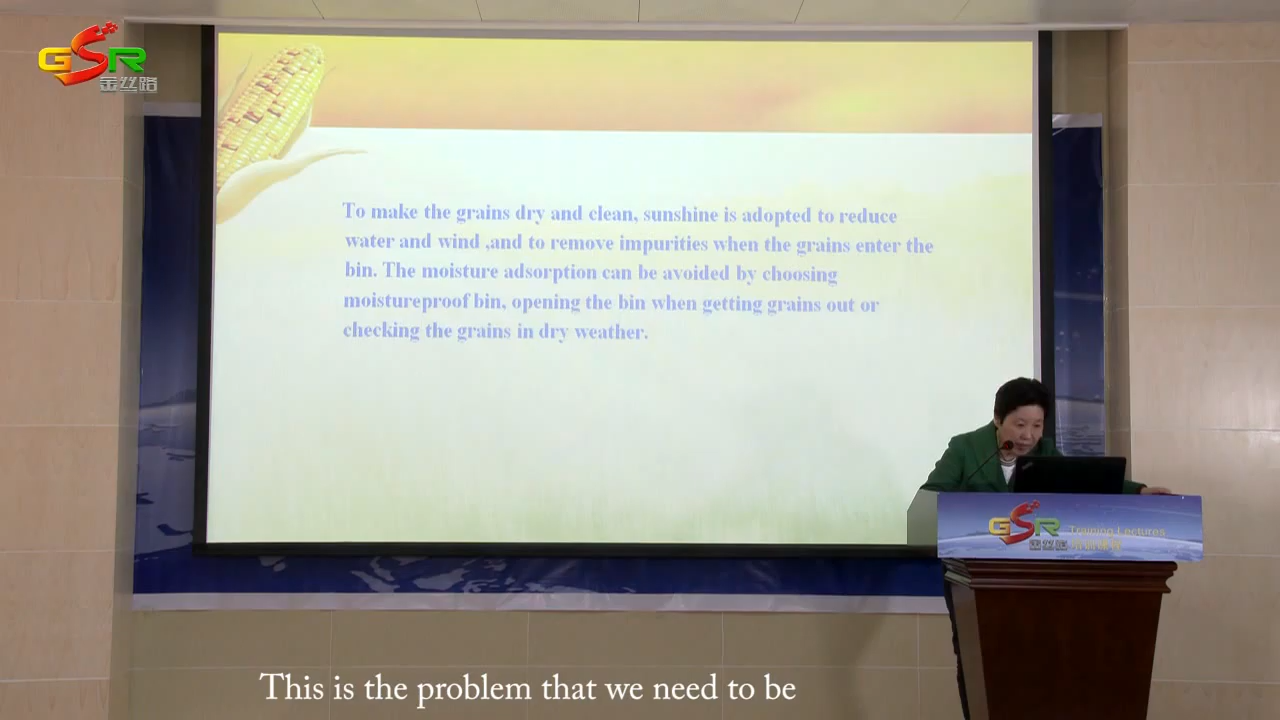 GSR
金丝路
To make the grains dry and clean, sunshine is adopted to reduce
water and wind ,and to remove impurities when the grains enter the
bin. The moisture adsorption can be avoided by choosing
moistureproof bin, opening the bin when getting grains out or
checking the grains in dry weather.
GSR Training Lectures
金丝路
This is the problem that we need to be